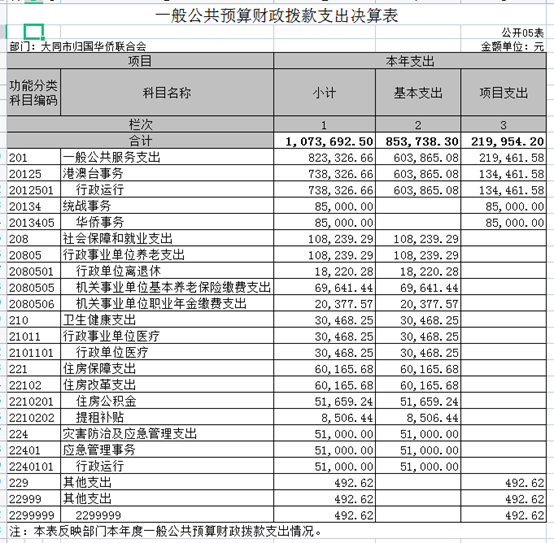 一般公共预算财政拨款支出决算表
公开05表
部门：大同市归国华侨联合会 金额单位：元
项目 本年支出
功能分类科目编码 科目名称 小计 基本支出 项目支出
栏次 1 2 3
合计 1,073,692.50 853,738.30 219,954.20
201 一般公共服务支出 823,326.66 603,865.08 219,461.58
20125 港澳台事务 738,326.66 603,865.08 134,461.58
2012501 行政运行 738,326.66 603,865.08 134,461.58
20134 统战事务 85,000.00 85,000.00
2013405 华侨事务 85,000.00 85,000.00
208 社会保障和就业支出 108,239.29 108,239.29
20805 行政事业单位养老支出 108,239.29 108,239.29
2080501 行政单位离退休 18,220.28 18,220.28
2080505 机关事业单位基本养老保险缴费支出 69,641.44 69,641.44
2080506 机关事业单位职业年金缴费支出 20,377.57 20,377.57
210 卫生健康支出 30,468.25 30,468.25
21011 行政事业单位医疗 30,468.25 30,468.25
2101101 行政单位医疗 30,468.25 30,468.25
221 住房保障支出 60,165.68 60,165.68
22102 住房改革支出 60,165.68 60,165.68
2210201 住房公积金 51,659.24 51,659.24
2210202 提租补贴 8,506.44 8,506.44
224 灾害防治及应急管理支出 51,000.00 51,000.00
22401 应急管理事务 51,000.00 51,000.00
2240101 行政运行 51,000.00 51,000.00
229 其他支出 492.62 492.62
22999 其他支出 492.62 492.62
2299999 2299999 492.62 492.62
注：本表反映部门本年度一般公共预算财政拨款支出情况。